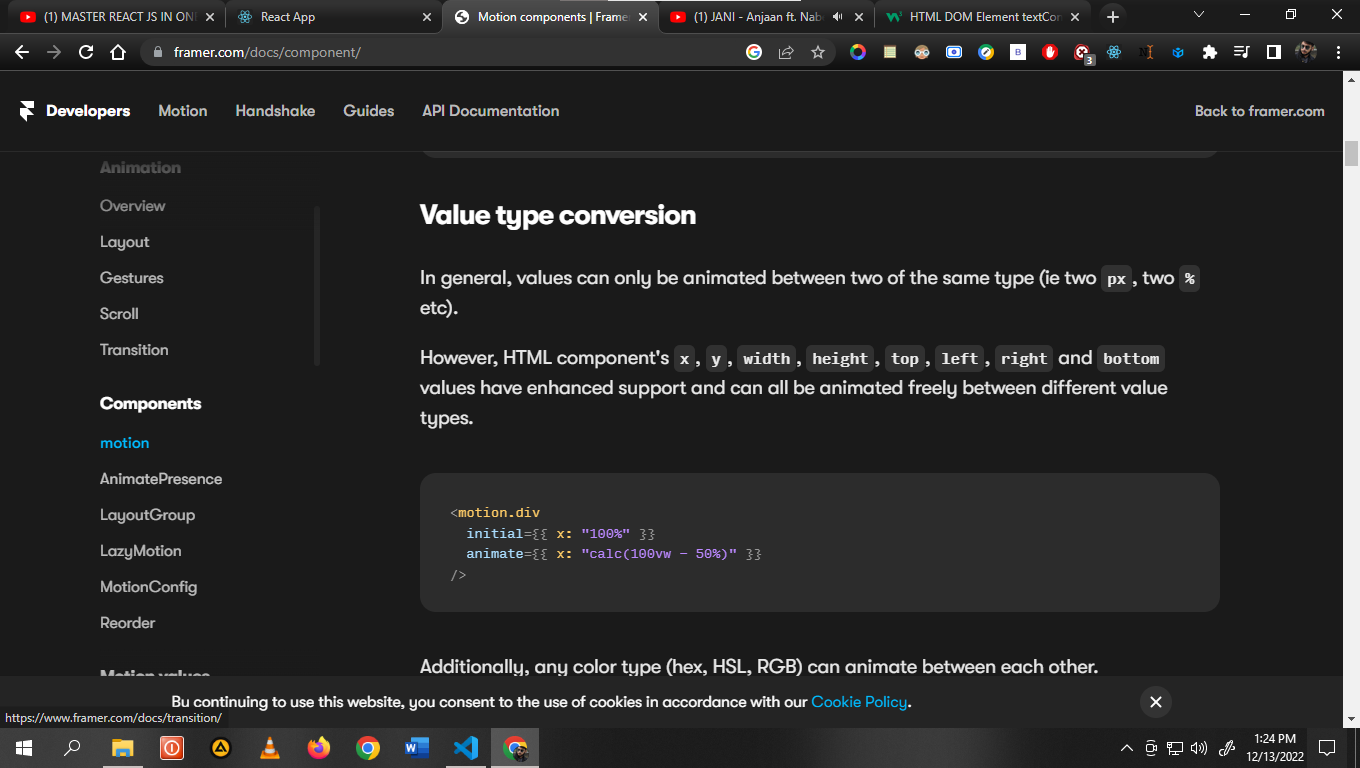 (1) MASTER REACT JS IN ON
React App
Motion components | Frame
(1) JANI - Anjaan ft. Nab
HTML DOM Element textCon
framer.com/docs/component/
3
Developers
Motion
Handshake
Guides
API Documentation
Back to framer.com
Animation
Overview
Layout
Gestures
Scroll
Transition
Components
motion
AnimatePresence
LayoutGroup
LazyMotion
MotionConfig
Reorder
Motion values
Value type conversion
In general, values can only be animated between two of the same type (ie two px, two %
etc).
However, HTML component's x, y, width, height, top, left, right and bottom
values have enhanced support and can all be animated freely between different value
types.
<motion.div
initial={{ x: "100%" }}
animate={{ x: "calc(100vw - 50%)" }}
/>
Additionally, any color type (hex, HSL, RGB) can animate between each other.
By continuing to use this website, you consent to the use of cookies in accordance with our Cookie Policy.
https://www.framer.com/docs/transition/
1:24 PM
12/13/2022